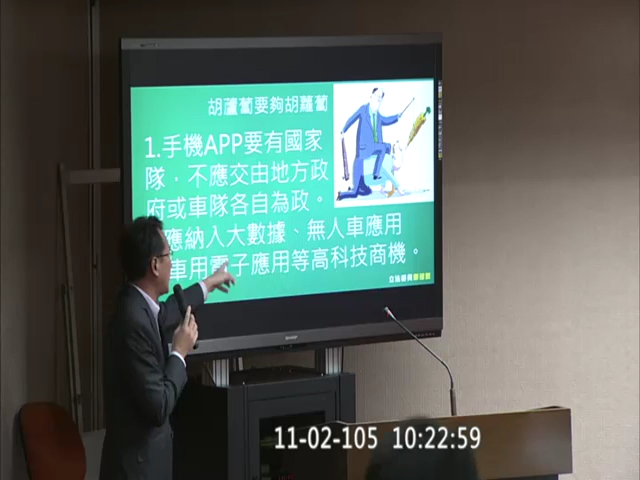 胡蘿蔔要夠胡蘿蔔
1.手機APP要有國家
隊，不應交由地方政
府或車隊各自為政。
應納入大數據、無人車應用
車用電子應用等高科技商機。
立法委員
SHARP
11-02-105 10:22:59